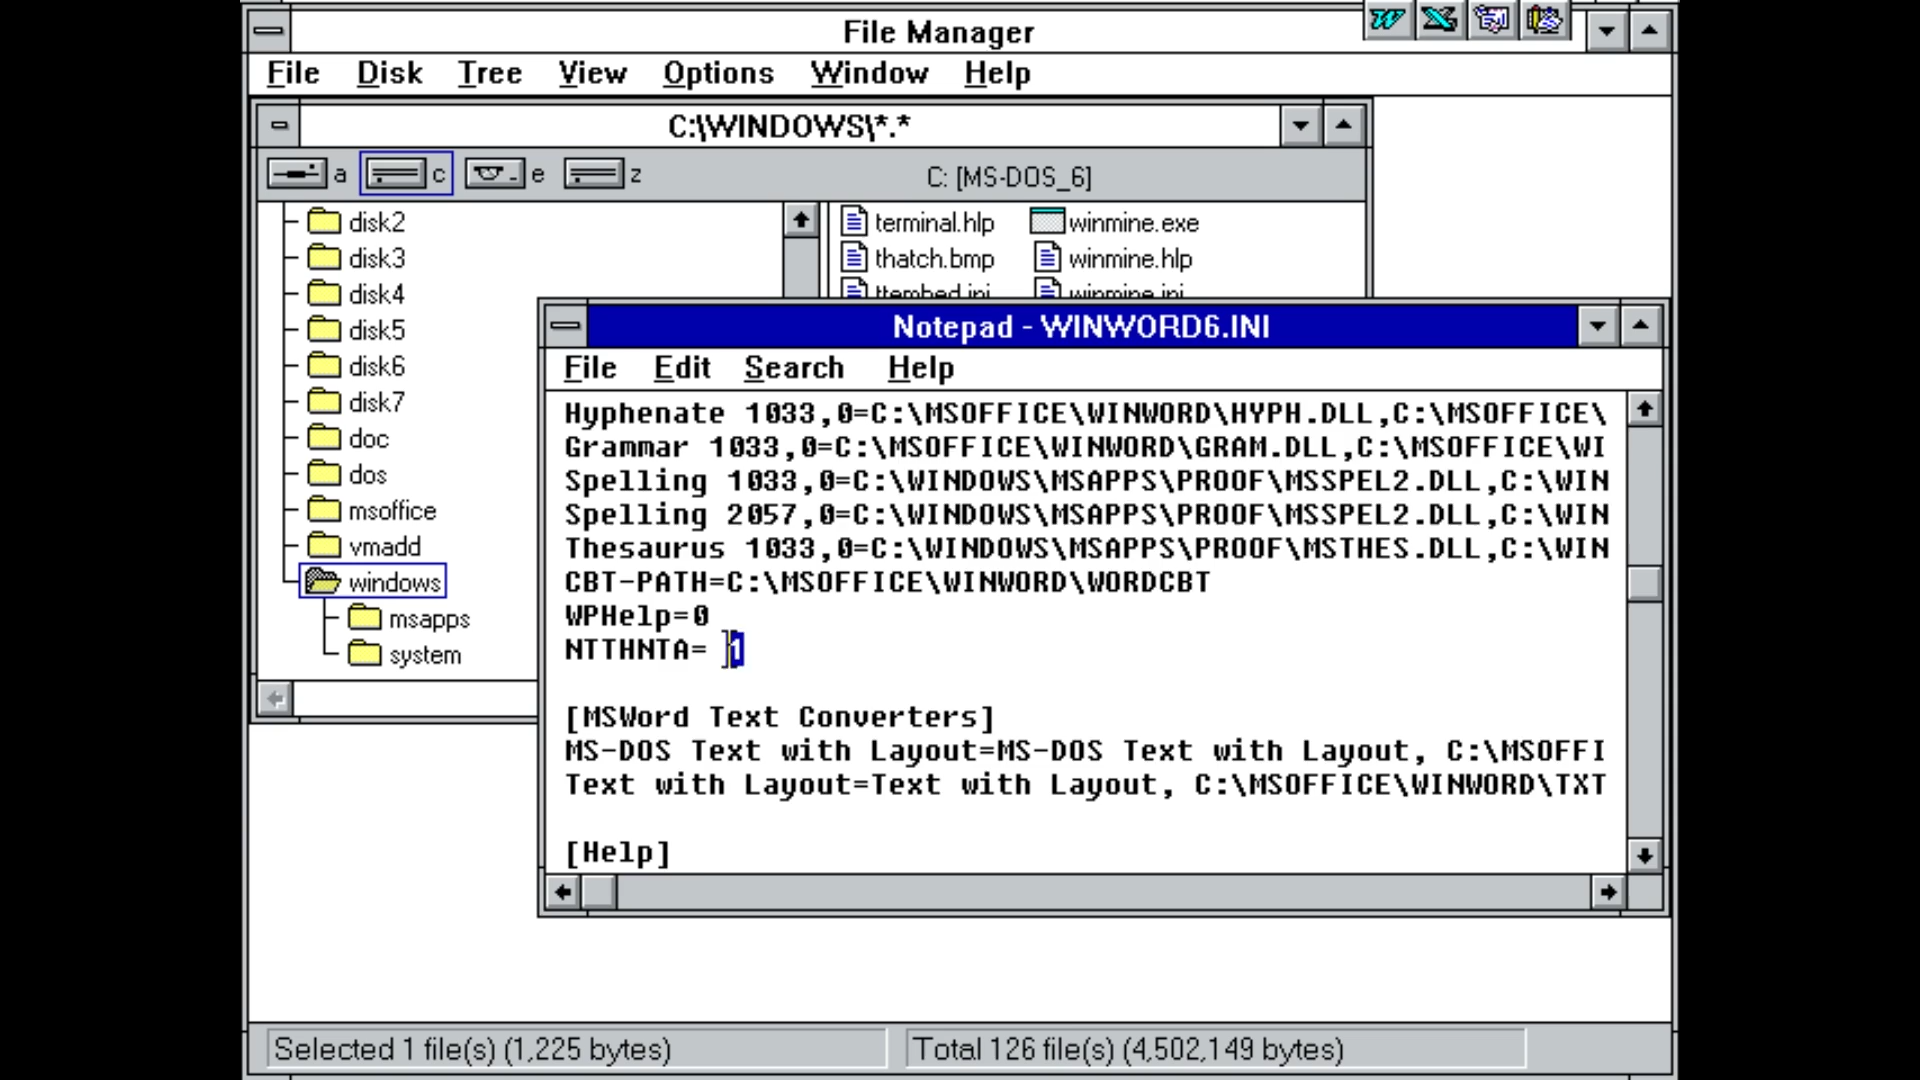 File Manager
File Disk Tree View Options Window Help
C:\WINDOWS\*.*
a c e z C: [MS-DOS_6]
disk2
disk3
disk4
disk5
disk6
disk7
doc
dos
msoffice
vmadd
windows
msapps
system
terminal.hlp winmine.exe
thatch.bmp winmine.hlp
ttembed.ini winmine.ini
Notepad - WINWORD6.INI
File Edit Search Help
Hyphenate 1033,0=C:\MSOFFICE\WINWORD\HYPH.DLL,C:\MSOFFICE\
Grammar 1033,0=C:\MSOFFICE\WINWORD\GRAM.DLL,C:\MSOFFICE\WI
Spelling 1033,0=C:\WINDOWS\MSAPPS\PROOF\MSSPEL2.DLL,C:\WIN
Spelling 2057,0=C:\WINDOWS\MSAPPS\PROOF\MSSPEL2.DLL,C:\WIN
Thesaurus 1033,0=C:\WINDOWS\MSAPPS\PROOF\MSTHES.DLL,C:\WIN
CBT-PATH=C:\MSOFFICE\WINWORD\WORDCBT
WPHelp=0
NTTHNTA= 1
[MSWord Text Converters]
MS-DOS Text with Layout=MS-DOS Text with Layout, C:\MSOFFI
Text with Layout=Text with Layout, C:\MSOFFICE\WINWORD\TXT
[Help]
Selected 1 file(s) (1,225 bytes) Total 126 file(s) (4,502,149 bytes)